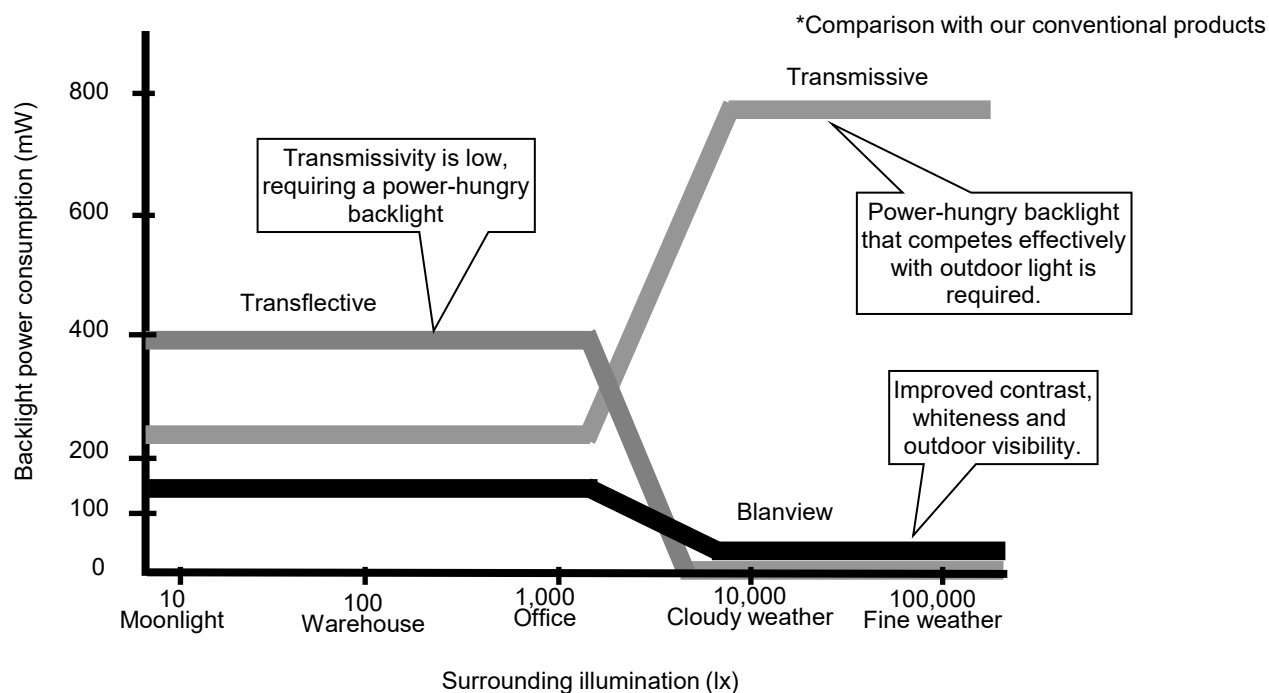 *Comparison with our conventional products
Transmissive
800
Transmissivity is low,
requiring a power-hungry
backlight
Power-hungry backlight
that competes effectively
with outdoor light is
required.
600
Backlight power consumption (mW)
Transflective
400
Improved contrast,
whiteness and
outdoor visibility.
200
100
Blanview
0
10
100
1,000
10,000
100,000
Moonlight
Warehouse
Office
Cloudy weather
Fine weather
Surrounding illumination (lx)